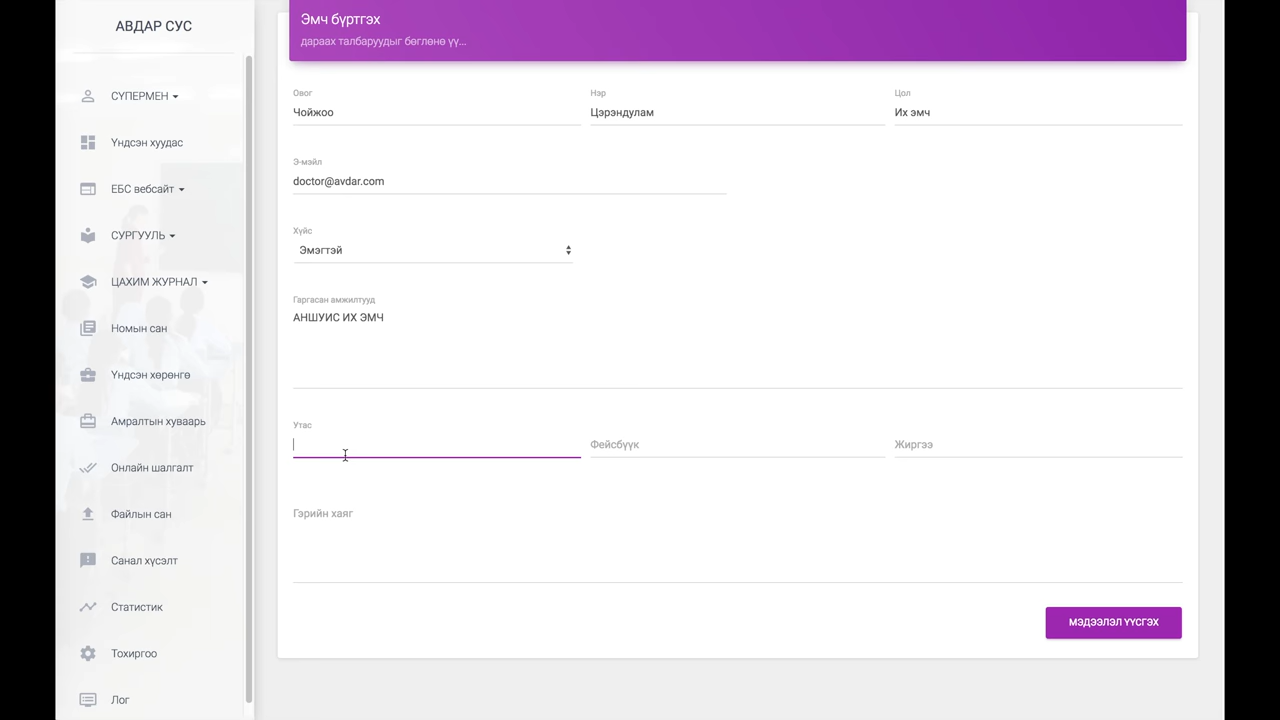 АВДАР СУС
СҮПЕРМЕН
Үндсэн хуудас
ЕБС вебсайт
СУРГУУЛЬ
ЦАХИМ ЖУРНАЛ
Номын сан
Үндсэн хөрөнгө
Амралтын хуваарь
Онлайн шалгалт
Файлын сан
Санал хүсэлт
Статистик
Тохиргоо
Лог
Эмч бүртгэх
дараах талбаруудыг бөглөнө үү...
Овог
Нэр
Цол
Чойжоо
Цэрэндулам
Их эмч
Э-мэйл
doctor@avdar.com
Хүйс
Эмэгтэй
Гаргасан амжилтууд
АНШУИС ИХ ЭМЧ
Утас
Фейсбүүк
Жиргээ
Гэрийн хаяг
МЭДЭЭЛЭЛ ҮҮСГЭХ